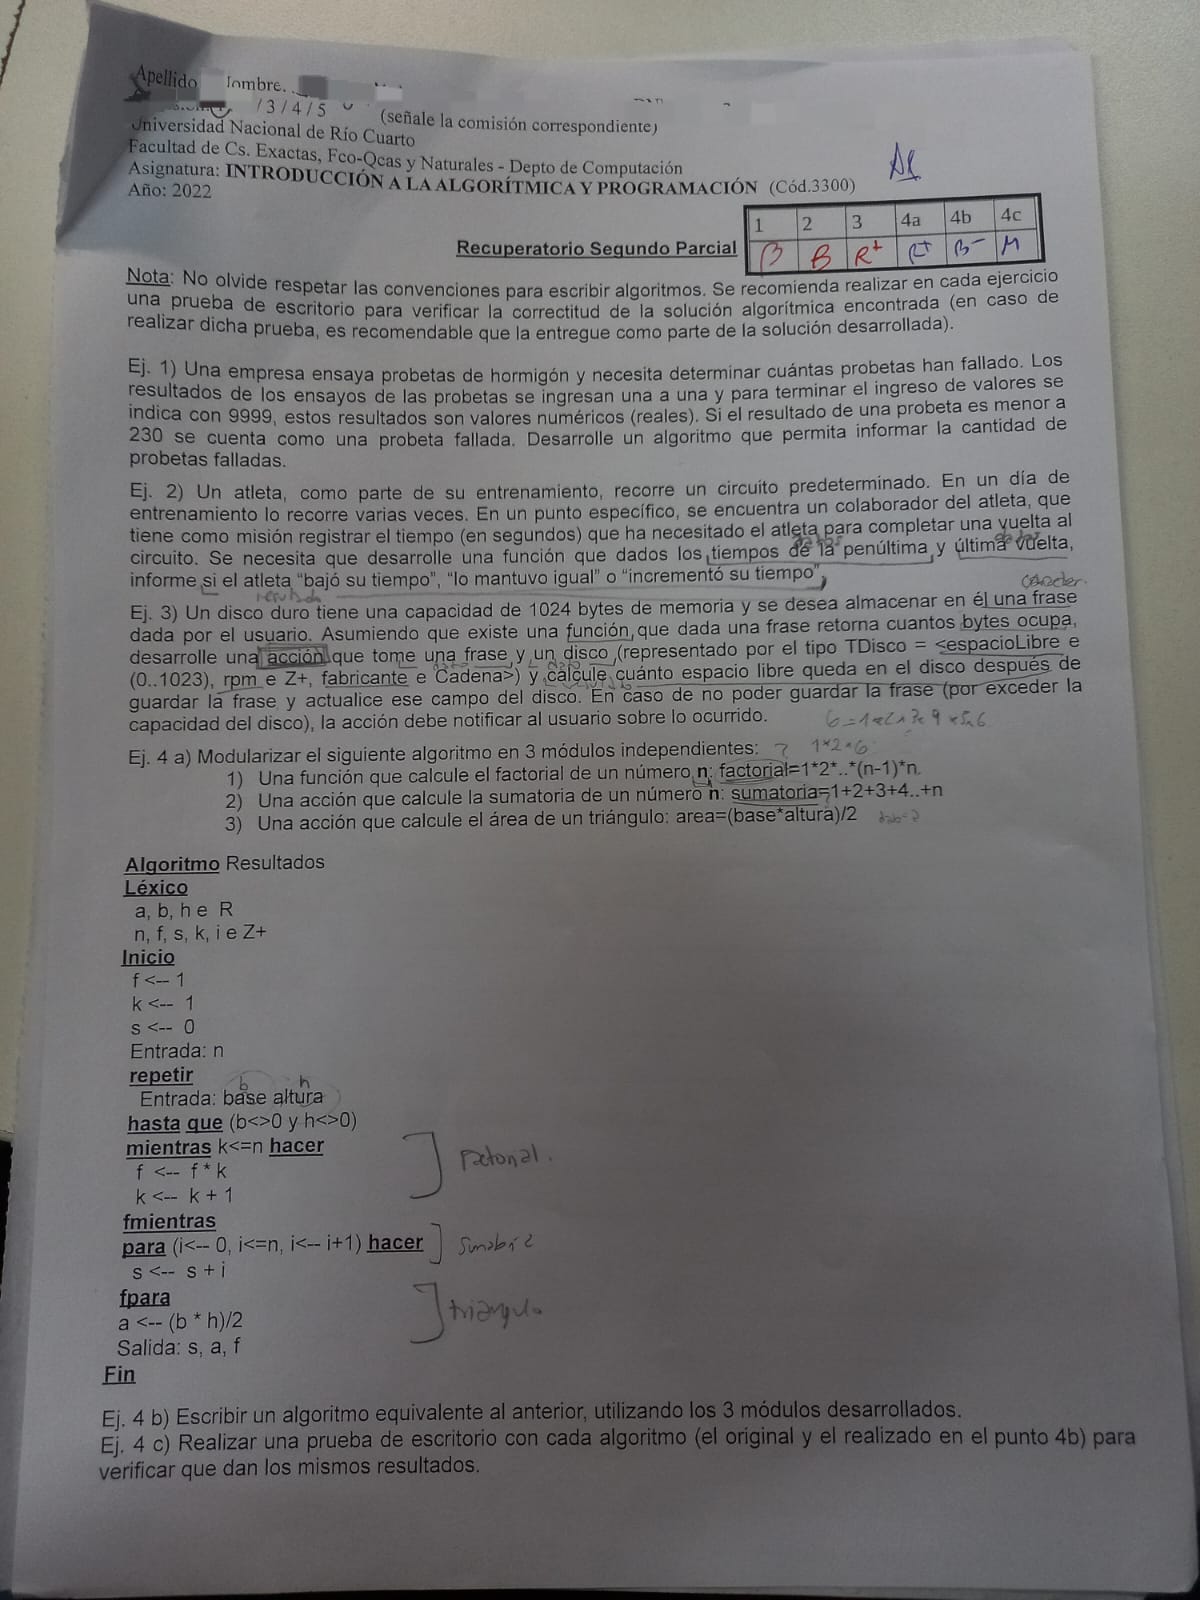 Apellido Nombre.
/ 3 / 4 / 5 (señale la comisión correspondiente)
Universidad Nacional de Río Cuarto
Facultad de Cs. Exactas, Fco-Qcas y Naturales - Depto de Computación
Asignatura: INTRODUCCIÓN A LA ALGORÍTMICA Y PROGRAMACIÓN (Cód.3300)
Año: 2022
1 2 3 4a 4b 4c
B B R+ R+ B- M
Recuperatorio Segundo Parcial
Nota: No olvide respetar las convenciones para escribir algoritmos. Se recomienda realizar en cada ejercicio
una prueba de escritorio para verificar la correctitud de la solución algorítmica encontrada (en caso de
realizar dicha prueba, es recomendable que la entregue como parte de la solución desarrollada).
Ej. 1) Una empresa ensaya probetas de hormigón y necesita determinar cuántas probetas han fallado. Los
resultados de los ensayos de las probetas se ingresan una a una y para terminar el ingreso de valores se
indica con 9999, estos resultados son valores numéricos (reales). Si el resultado de una probeta es menor a
230 se cuenta como una probeta fallada. Desarrolle un algoritmo que permita informar la cantidad de
probetas falladas.
Ej. 2) Un atleta, como parte de su entrenamiento, recorre un circuito predeterminado. En un día de
entrenamiento lo recorre varias veces. En un punto específico, se encuentra un colaborador del atleta, que
tiene como misión registrar el tiempo (en segundos) que ha necesitado el atleta para completar una vuelta al
circuito. Se necesita que desarrolle una función que dados los tiempos de la penúltima y última vuelta,
informe si el atleta “bajó su tiempo”, “lo mantuvo igual” o “incrementó su tiempo”
resultado
caracter.
Ej. 3) Un disco duro tiene una capacidad de 1024 bytes de memoria y se desea almacenar en él una frase
dada por el usuario. Asumiendo que existe una función que dada una frase retorna cuantos bytes ocupa,
desarrolle una acción que tome una frase y un disco (representado por el tipo TDisco = <espacioLibre e
(0..1023), rpm e Z+, fabricante e Cadena>) y calcule cuánto espacio libre queda en el disco después de
guardar la frase y actualice ese campo del disco. En caso de no poder guardar la frase (por exceder la
capacidad del disco), la acción debe notificar al usuario sobre lo ocurrido.
Ej. 4 a) Modularizar el siguiente algoritmo en 3 módulos independientes: 1*2*6
1) Una función que calcule el factorial de un número n: factorial=1*2*..*(n-1)*n.
2) Una acción que calcule la sumatoria de un número n: sumatoria=1+2+3+4..+n
3) Una acción que calcule el área de un triángulo: area=(base*altura)/2
Algoritmo Resultados
Léxico
a, b, h e R
n, f, s, k, i e Z+
Inicio
f <-- 1
k <-- 1
s <-- 0
Entrada: n
repetir
b h
Entrada: base altura
hasta que (b<>0 y h<>0)
mientras k<=n hacer
f <-- f * k
k <-- k + 1
fmientras
para (i<-- 0, i<=n, i<-- i+1) hacer
s <-- s + i
fpara
a <-- (b * h)/2
triangulo
Salida: s, a, f
Fin
Ej. 4 b) Escribir un algoritmo equivalente al anterior, utilizando los 3 módulos desarrollados.
Ej. 4 c) Realizar una prueba de escritorio con cada algoritmo (el original y el realizado en el punto 4b) para
verificar que dan los mismos resultados.